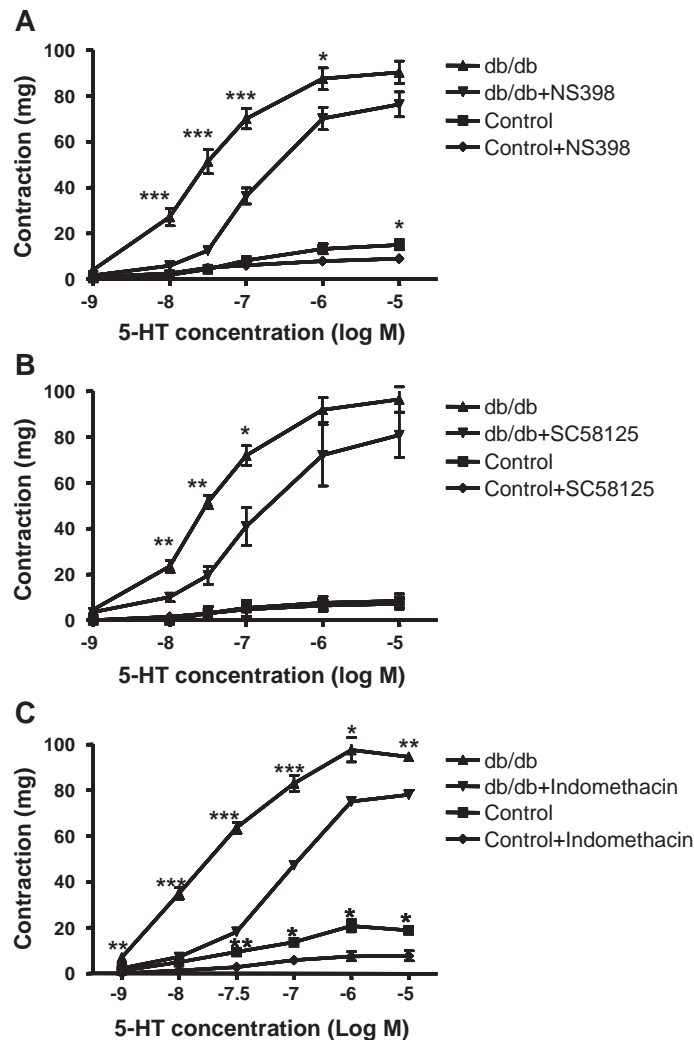 A
100
80
60
40
20
0
Contraction (mg)
***
***
***
*
*
-9 -8 -7 -6 -5
5-HT concentration (log M)
db/db
db/db+NS398
Control
Control+NS398
B
100
80
60
40
20
0
Contraction (mg)
**
**
*
-9 -8 -7 -6 -5
5-HT concentration (log M)
db/db
db/db+SC58125
Control
Control+SC58125
C
100
80
60
40
20
0
Contraction (mg)
**
***
***
***
*
**
**
*
*
*
-9 -8 -7.5 -7 -6 -5
5-HT concentration (Log M)
db/db
db/db+Indomethacin
Control
Control+Indomethacin